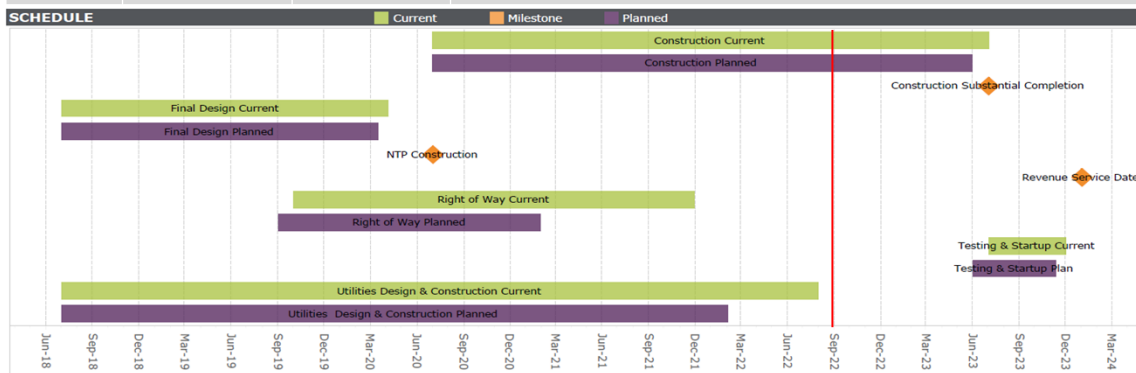 SCHEDULE Current Milestone Planned
Construction Current
Construction Planned
Construction Substantial Completion
Final Design Current
Final Design Planned
NTP Construction
Revenue Service Date
Right of Way Current
Right of Way Planned
Testing & Startup Current
Testing & Startup Plan
Utilities Design & Construction Current
Utilities Design & Construction Planned
Jun-18 Sep-18 Dec-18 Mar-19 Jun-19 Sep-19 Dec-19 Mar-20 Jun-20 Sep-20 Dec-20 Mar-21 Jun-21 Sep-21 Dec-21 Mar-22 Jun-22 Sep-22 Dec-22 Mar-23 Jun-23 Sep-23 Dec-23 Mar-24